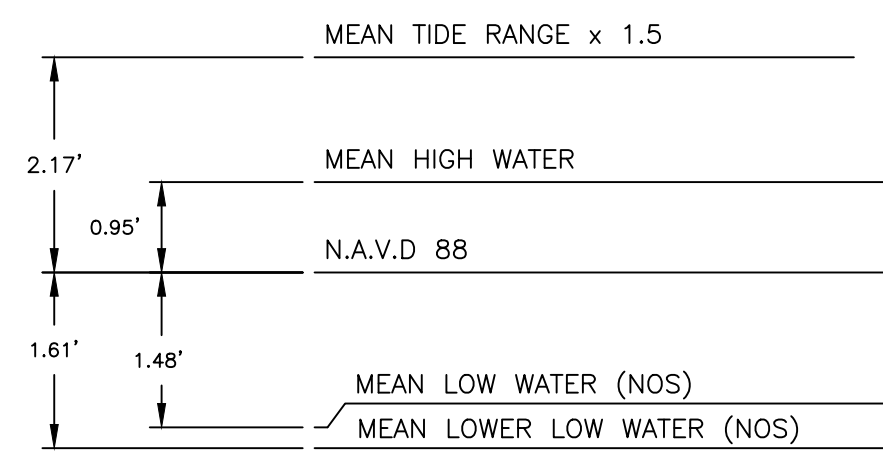 MEAN TIDE RANGE x 1.5
2.17'
MEAN HIGH WATER
0.95'
N.A.V.D 88
1.61'
1.48'
MEAN LOW WATER (NOS)
MEAN LOWER LOW WATER (NOS)